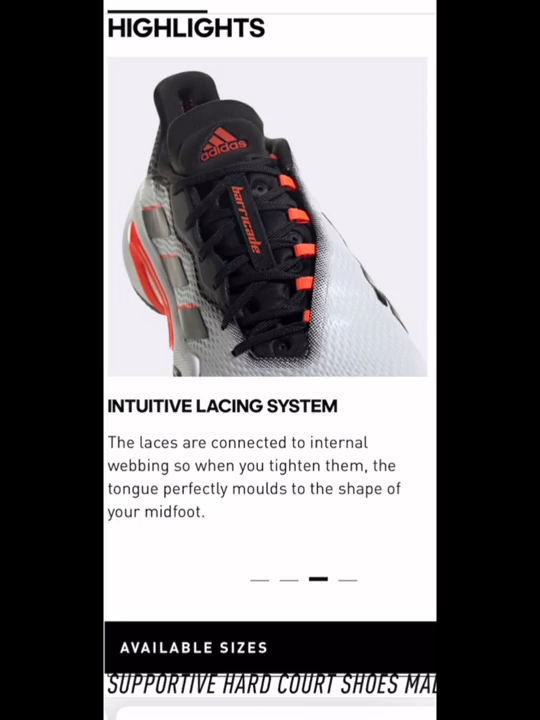 HIGHLIGHTS
adidas
barricade
INTUITIVE LACING SYSTEM
The laces are connected to internal
webbing so when you tighten them, the
tongue perfectly moulds to the shape of
your midfoot.
AVAILABLE SIZES
SUPPORTIVE HARD COURT SHOES